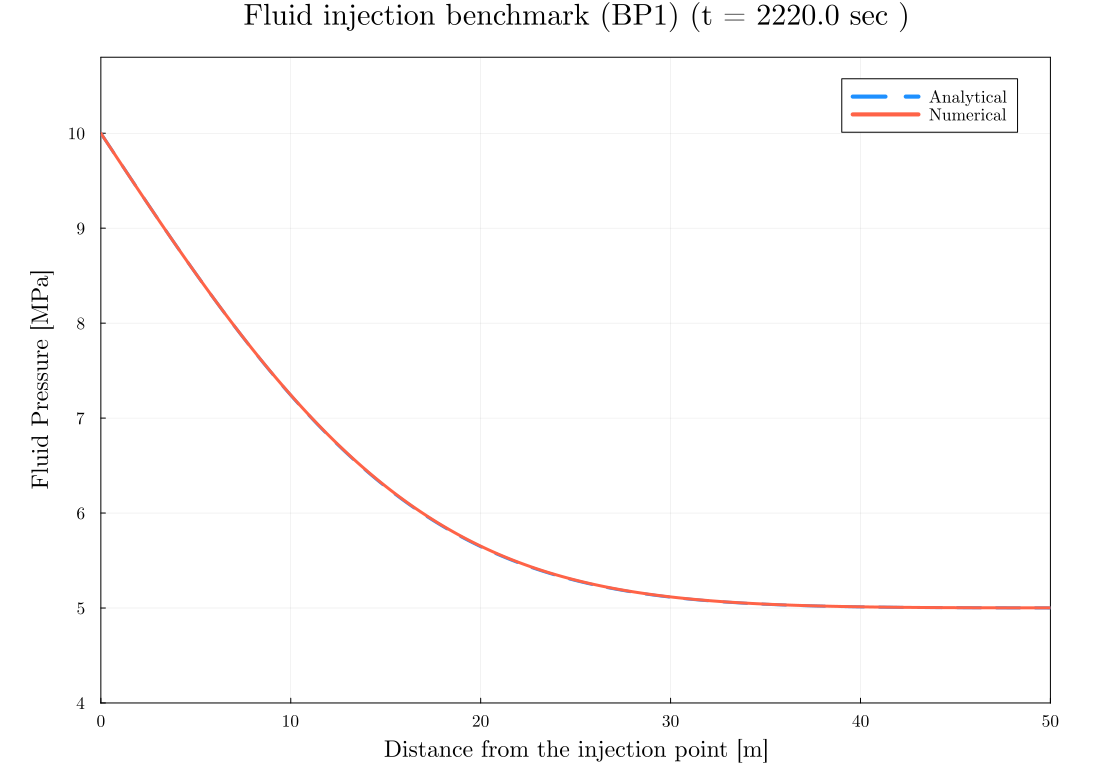 Fluid injection benchmark (BP1) (t = 2220.0 sec )
Analytical
Numerical
10
9
8
7
6
5
4
Fluid Pressure [MPa]
0 10 20 30 40 50
Distance from the injection point [m]